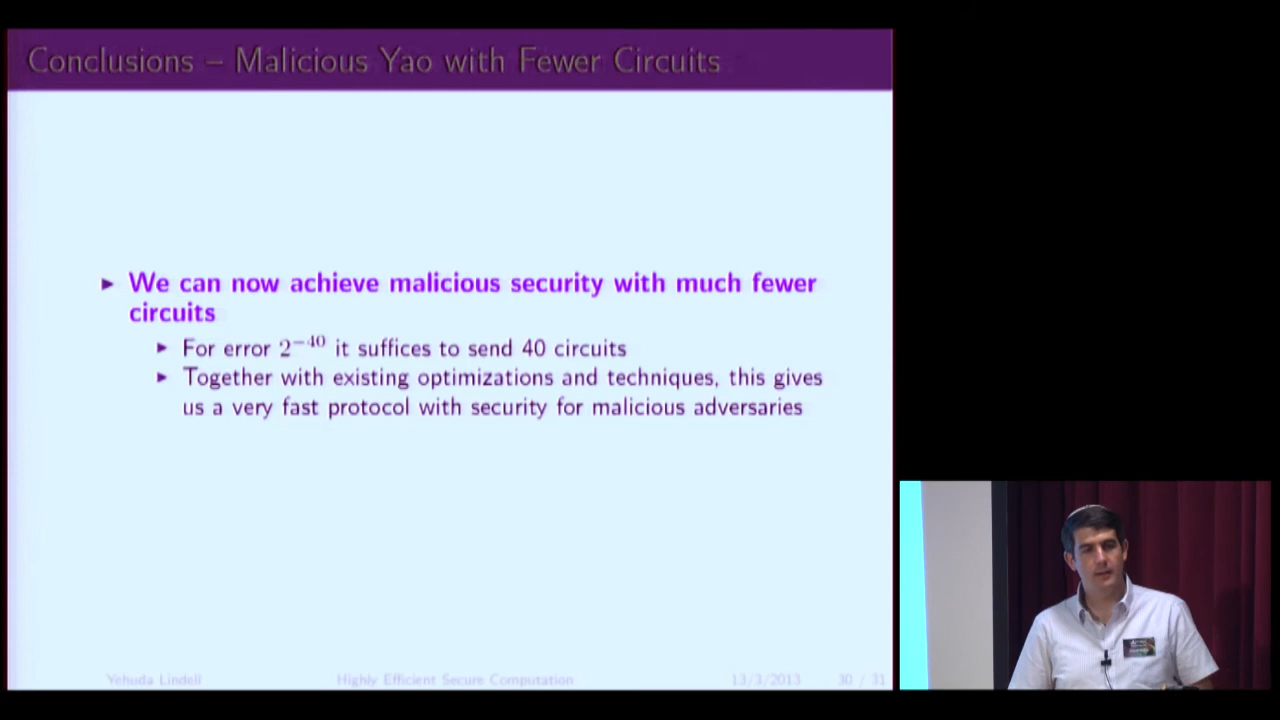 Conclusions – Malicious Yao with Fewer Circuits
▶ We can now achieve malicious security with much fewer
circuits
▶ For error 2^{-40} it suffices to send 40 circuits
▶ Together with existing optimizations and techniques, this gives
us a very fast protocol with security for malicious adversaries
Yehuda Lindell Highly Efficient Secure Computation 13/3/2013 30 / 31